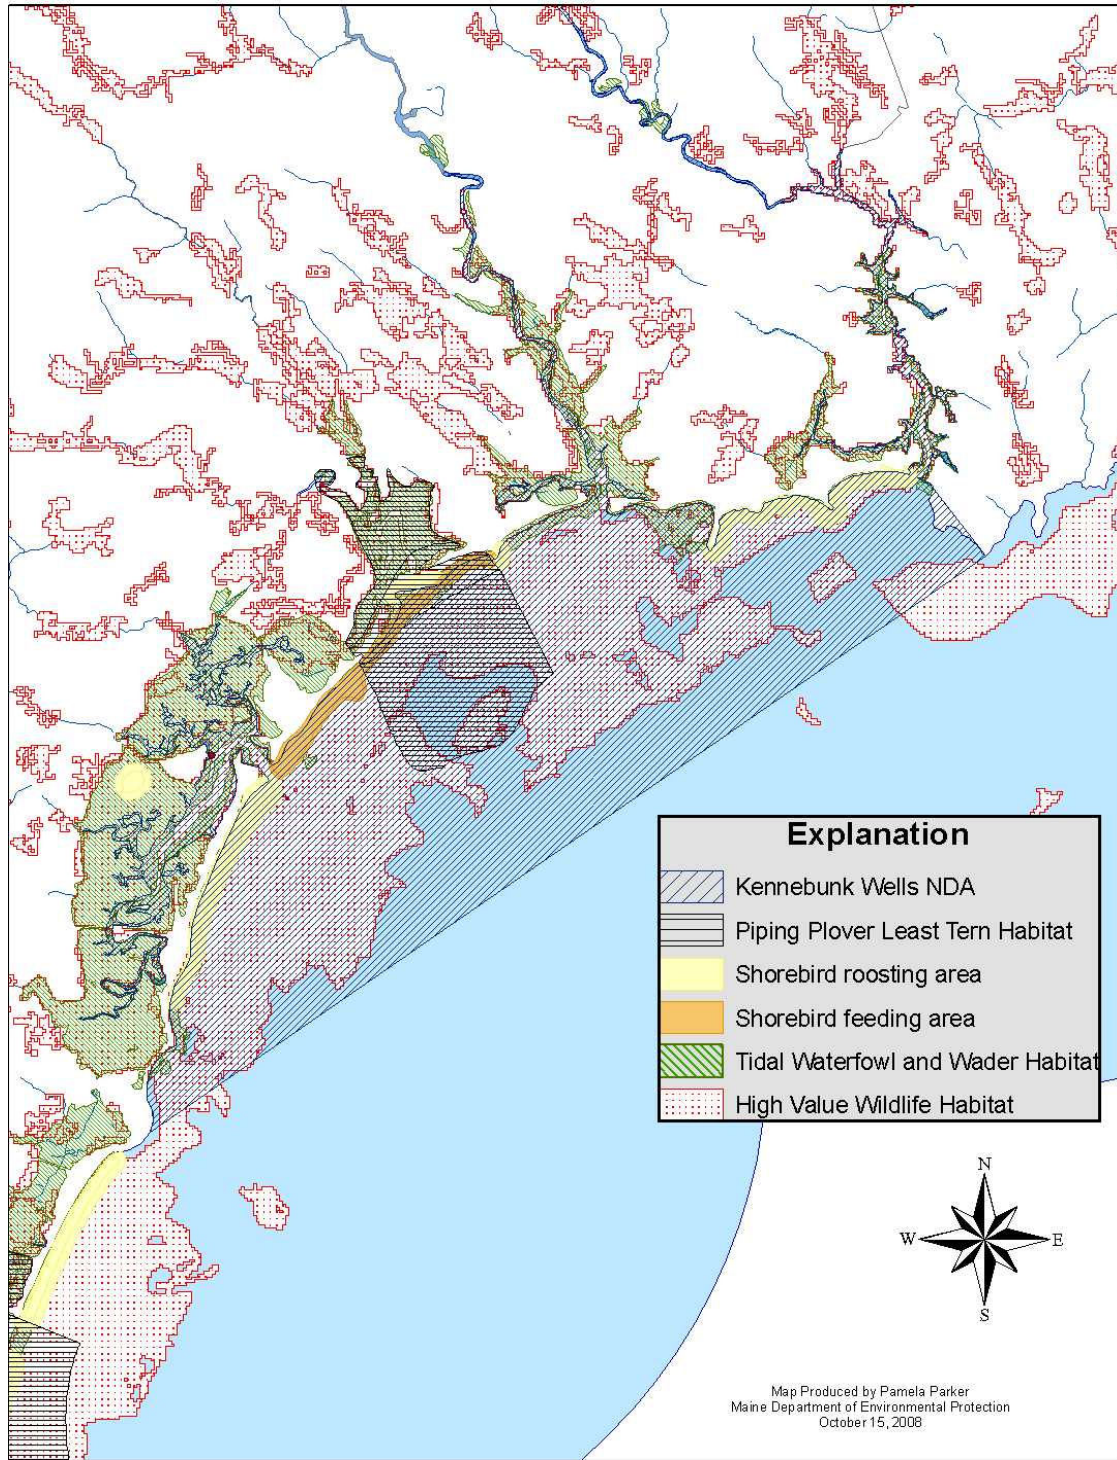 Explanation
Kennebunk Wells NDA
Piping Plover Least Tern Habitat
Shorebird roosting area
Shorebird feeding area
Tidal Waterfowl and Wader Habitat
High Value Wildlife Habitat
N
W E
S
Map Produced by Pamela Parker
Maine Department of Environmental Protection
October 15, 2008